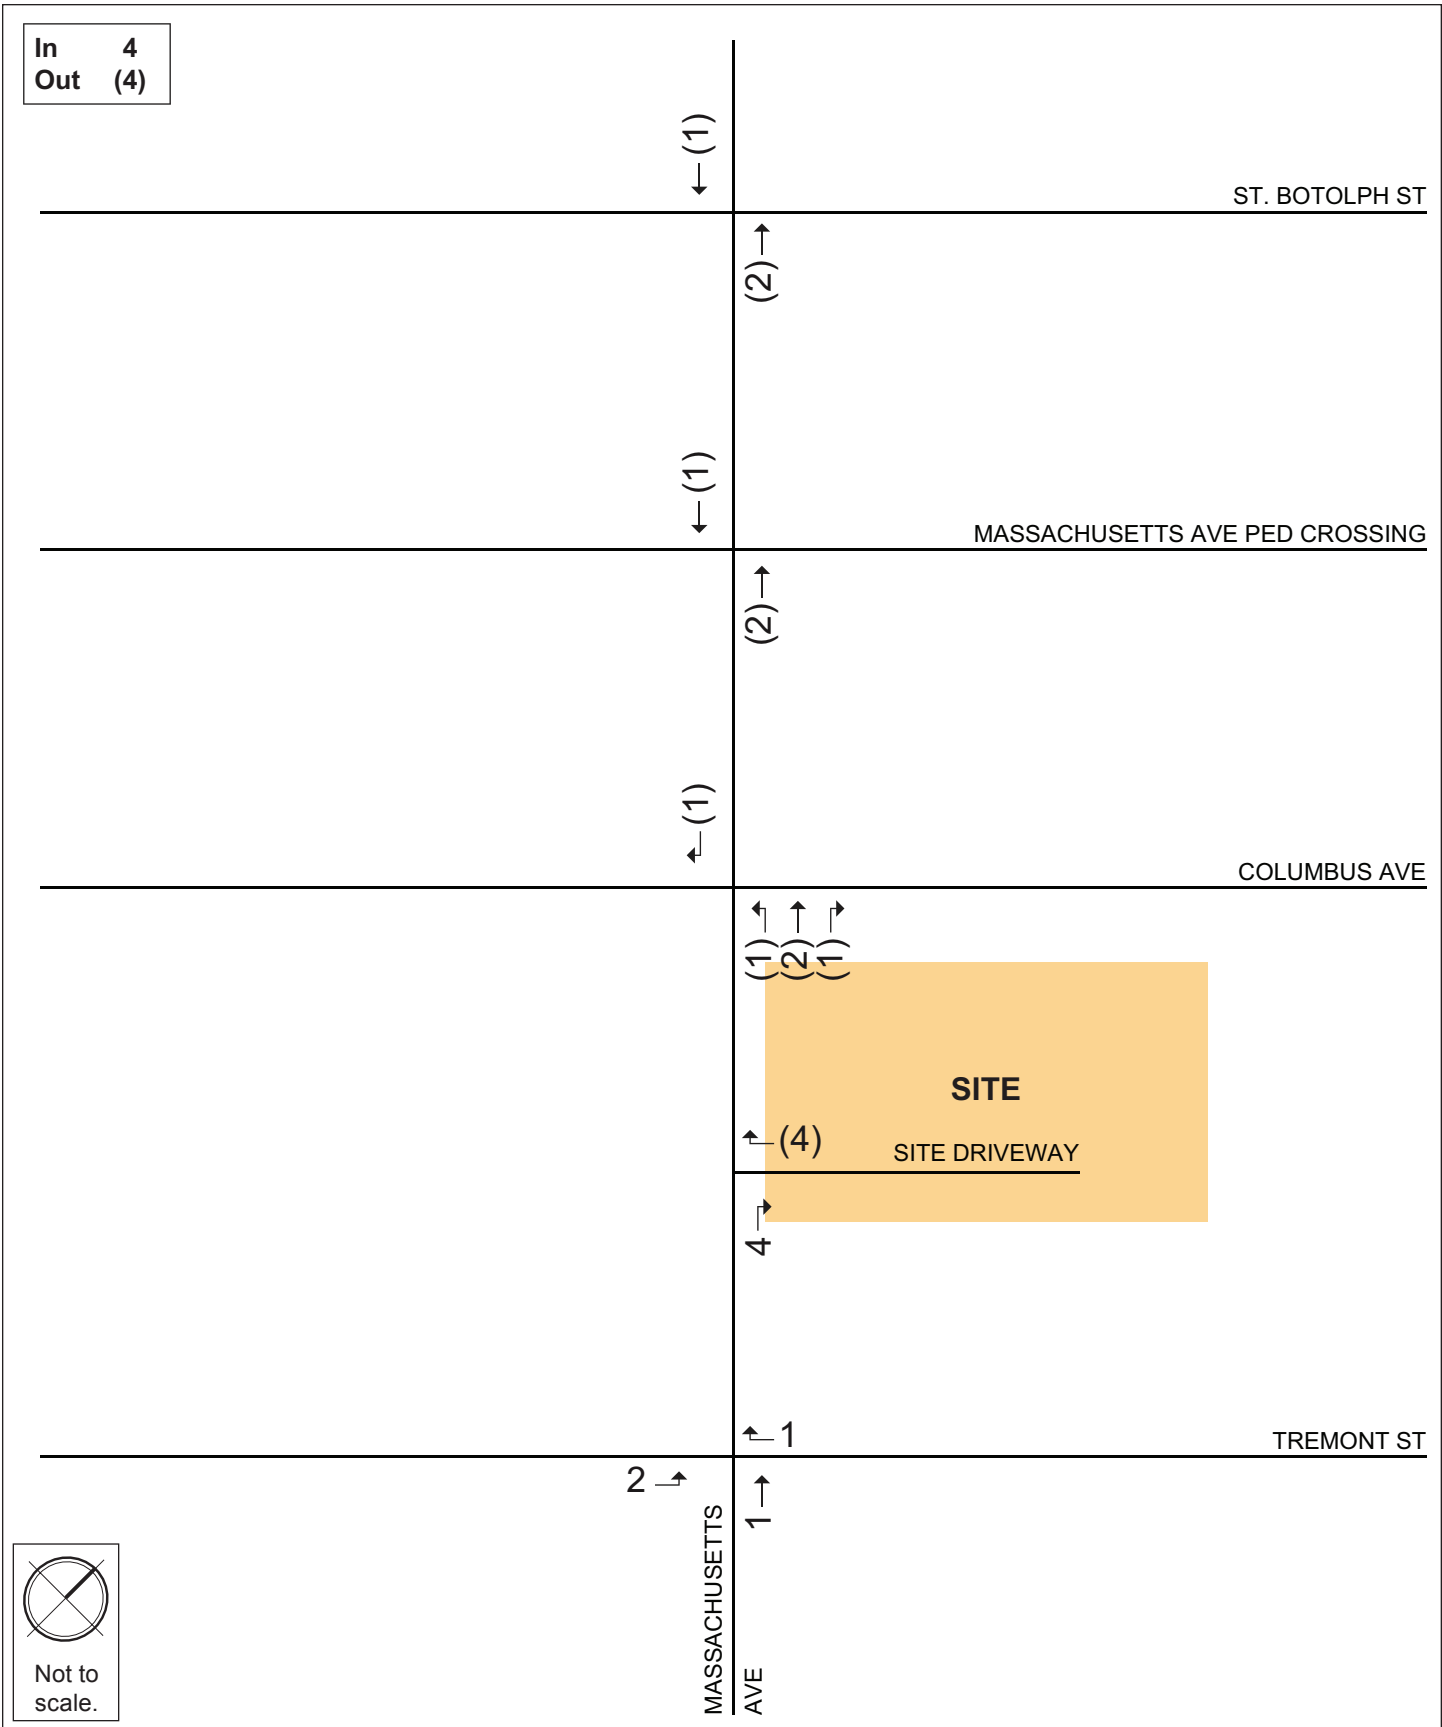 In 4
Out (4)
(1)
ST. BOTOLPH ST
(2)
(1)
MASSACHUSETTS AVE PED CROSSING
(2)
(1)
COLUMBUS AVE
(1) (2) (1)
SITE
(4)
SITE DRIVEWAY
4
1
TREMONT ST
2
1
MASSACHUSETTS
AVE
Not to
scale.